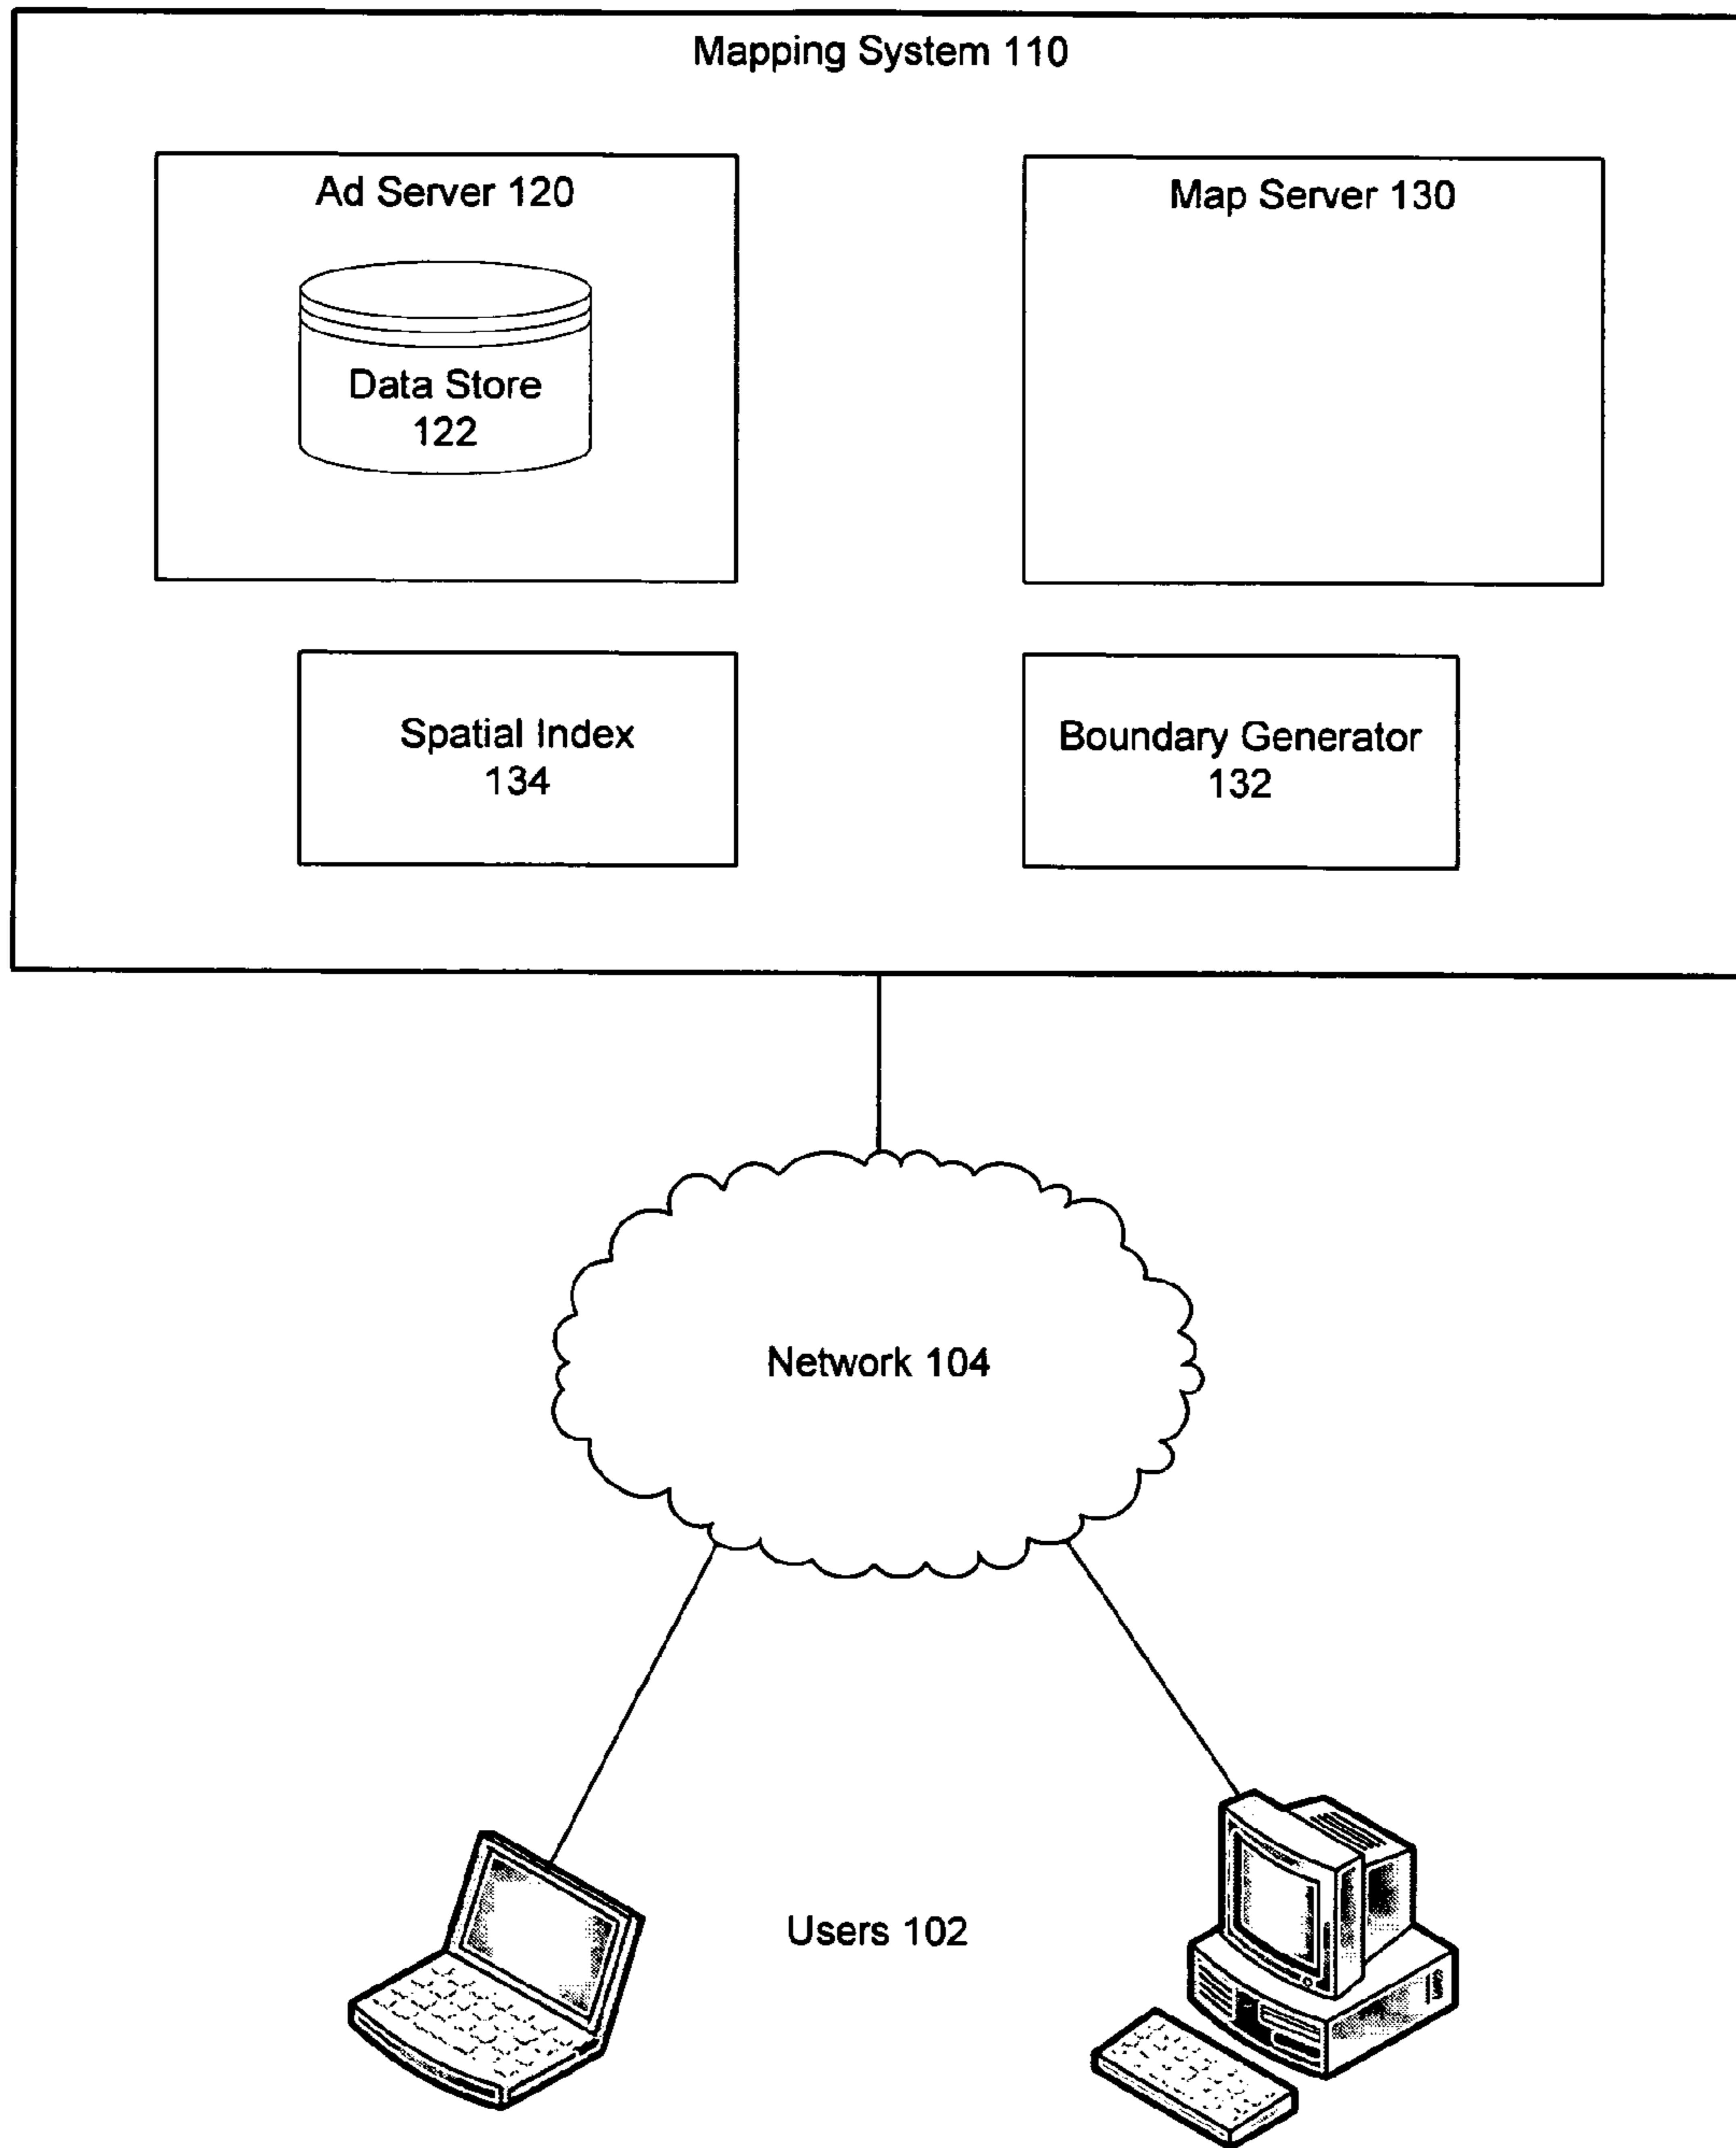 Mapping System 110
Ad Server 120
Map Server 130
Data Store
122
Spatial Index
134
Boundary Generator
132
Network 104
Users 102